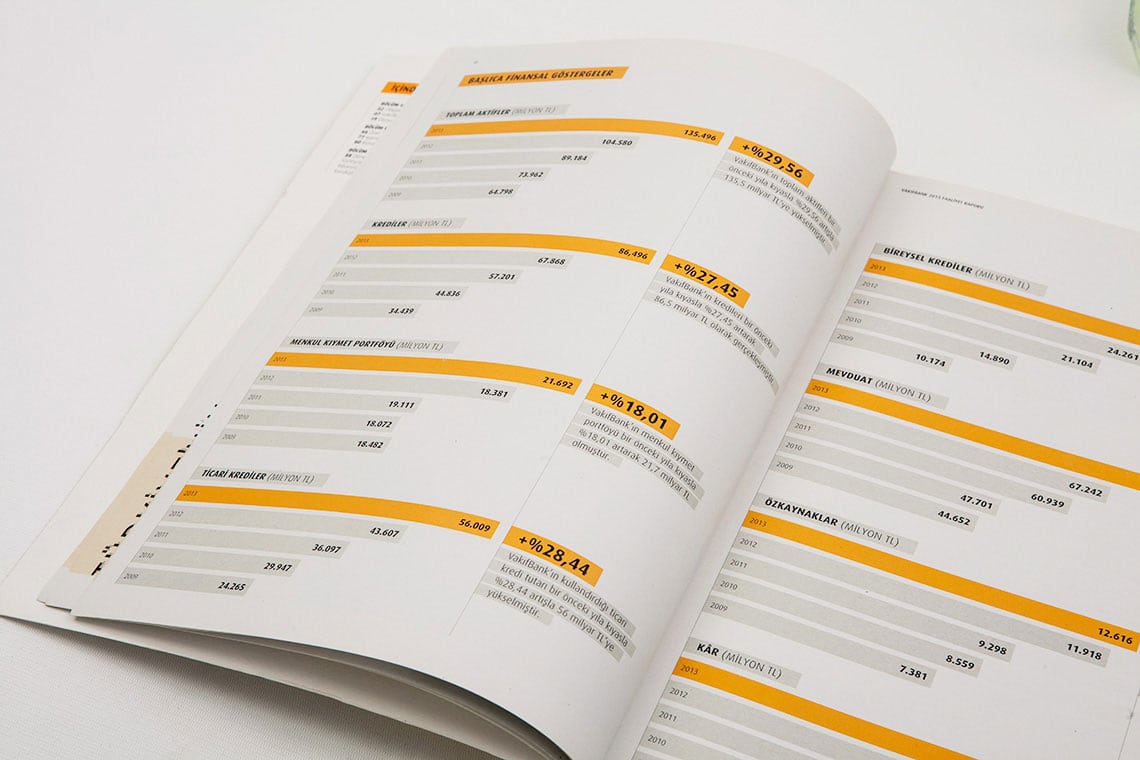 İÇİND
BÖLÜM I
BÖLÜM
BAŞLICA FİNANSAL GÖSTERGELER
TOPLAM AKTİFLER (MİLYON TL)
2013 135.496
2012 104.580
2011 89.184
2010 73.962
2009 64.798
+%29,56
VakıfBank'ın toplam aktifleri bir
önceki yıla kıyasla %29,56 artışla
135,5 milyar TL'ye yükselmiştir.
KREDİLER (MİLYON TL)
2013 86,496
2012 67.868
2011 57.201
2010 44.836
2009 34.439
+%27,45
VakıfBank'ın kredileri bir önceki
yıla kıyasla %27,45 artarak
86,5 milyar TL olarak gerçekleşmiştir.
MENKUL KIYMET PORTFÖYÜ (MİLYON TL)
2013 21.692
2012 18.381
2011 19.111
2010 18.072
2009 18.482
+%18,01
VakıfBank'ın menkul kıymet
portföyü bir önceki yıla kıyasla
%18,01 artarak 21,7 milyar TL
olmuştur.
TİCARİ KREDİLER (MİLYON TL)
2013 56.009
2012 43.607
2011 36.097
2010 29,947
2009 24.265
+%28,44
VakıfBank'ın kullandırdığı ticari
kredi tutarı bir önceki yıla kıyasla
%28,44 artışla 56 milyar TL'ye
yükselmiştir.
VAKIFBANK 2013 FAALİYET RAPORU
BİREYSEL KREDİLER (MİLYON TL)
2013
2012 24.261
2011 21.104
2010 14.890
2009 10.174
MEVDUAT (MİLYON TL)
2013
2012 67.242
2011 60.939
2010 47.701
2009 44.652
ÖZKAYNAKLAR (MİLYON TL)
2013 12.616
2012 11.918
2011 9.298
2010 8.559
2009 7.381
KÂR (MİLYON TL)
2013
2012
2011
2010